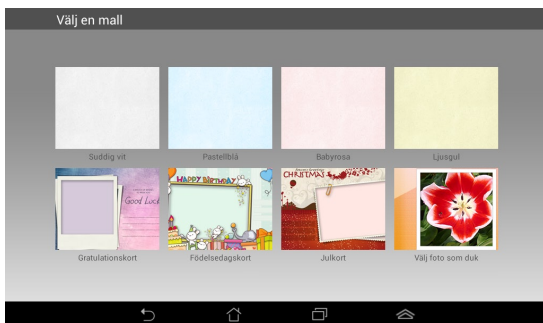 Välj en mall
Suddig vit
Pastellblå
Babyrosa
Ljusgul
Good Luck
HAPPY BIRTHDAY
CHRISTMAS
Gratulationskort
Födelsedagskort
Julkort
Välj foto som duk